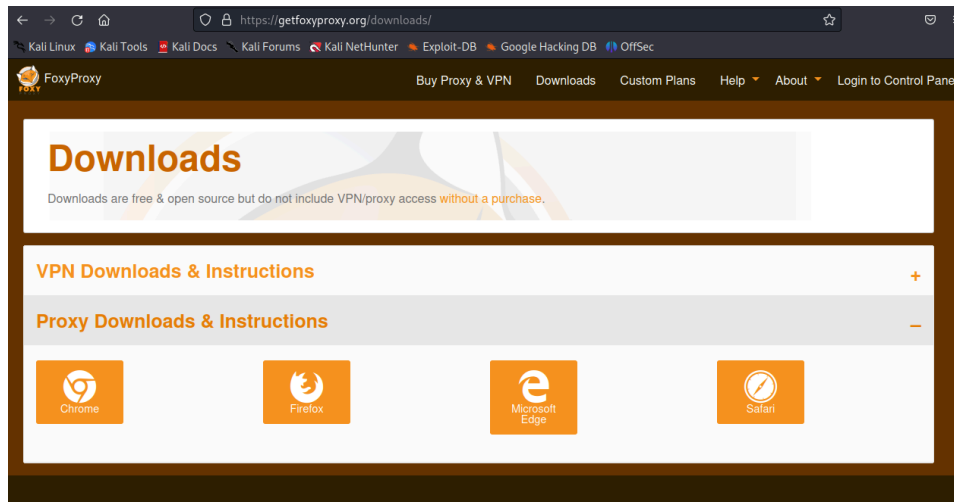 https://getfoxyproxy.org/downloads/
Kali Linux Kali Tools Kali Docs Kali Forums Kali NetHunter Exploit-DB Google Hacking DB OffSec
FOXY FoxyProxy Buy Proxy & VPN Downloads Custom Plans Help About Login to Control Pane
Downloads
Downloads are free & open source but do not include VPN/proxy access without a purchase.
VPN Downloads & Instructions +
Proxy Downloads & Instructions –
Chrome Firefox Microsoft Edge Safari